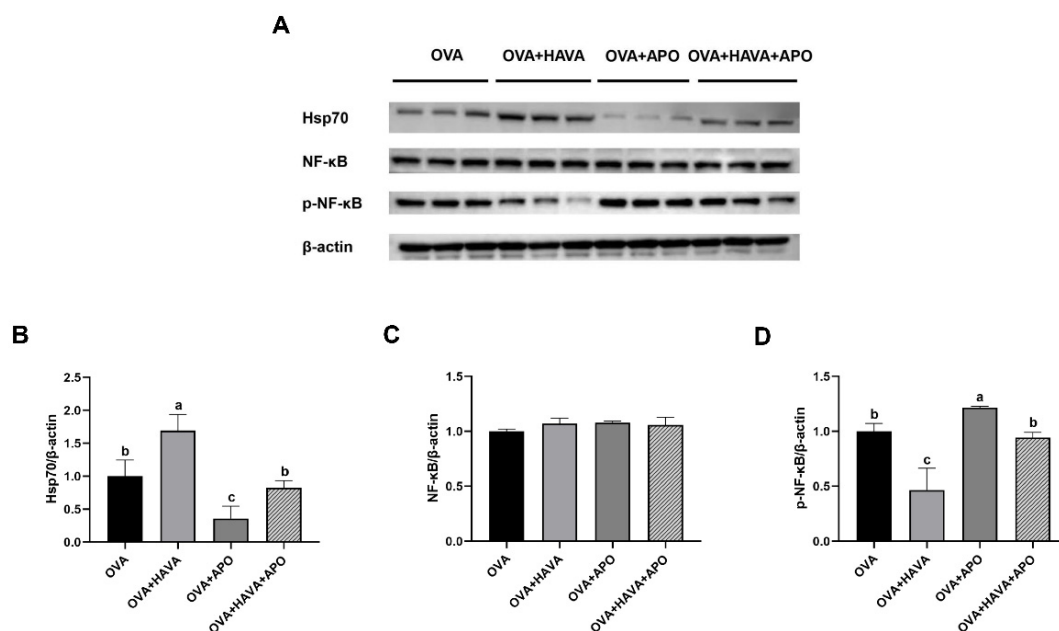 A
OVA OVA+HAVA OVA+APO OVA+HAVA+APO
Hsp70
NF-κB
p-NF-κB
β-actin
B
Hsp70/β-actin
2.5
2.0
1.5
1.0
0.5
0.0
b
a
c
b
OVA
OVA+HAVA
OVA+APO
OVA+HAVA+APO
C
NF-κB/β-actin
1.5
1.0
0.5
0.0
OVA
OVA+HAVA
OVA+APO
OVA+HAVA+APO
D
p-NF-κB/β-actin
1.5
1.0
0.5
0.0
b
c
a
b
OVA
OVA+HAVA
OVA+APO
OVA+HAVA+APO